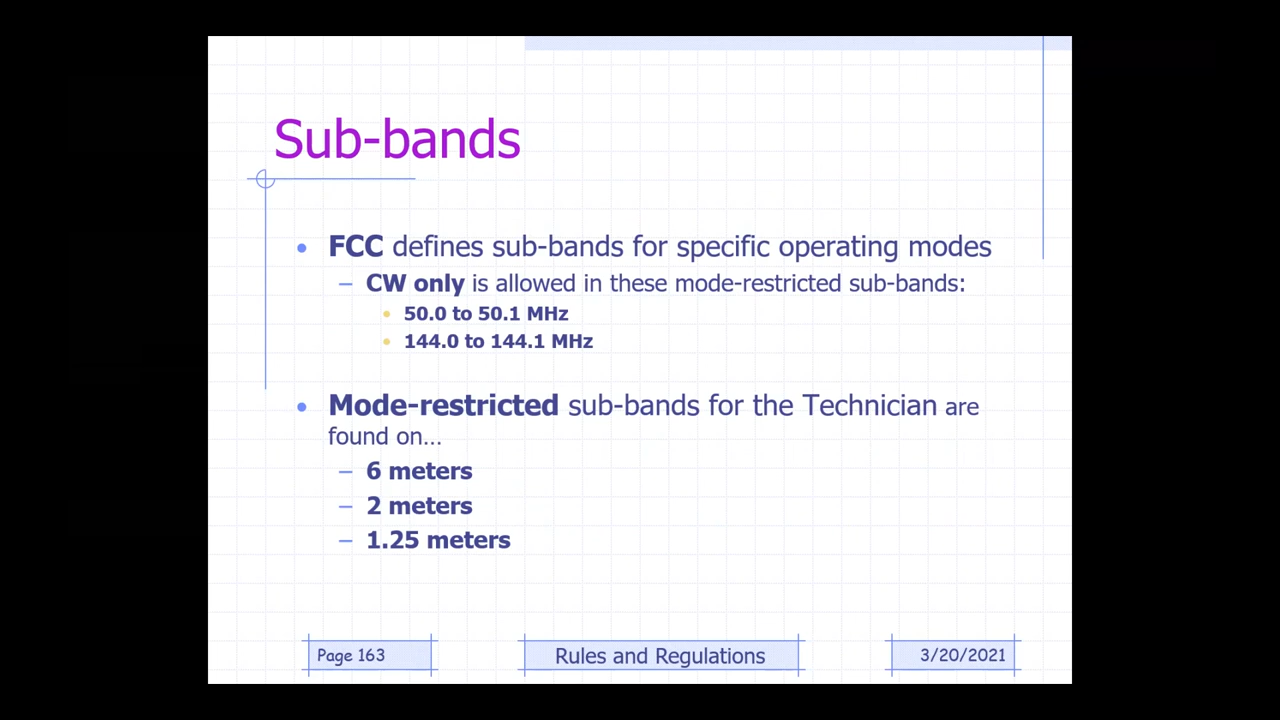 Sub-bands
• FCC defines sub-bands for specific operating modes
– CW only is allowed in these mode-restricted sub-bands:
• 50.0 to 50.1 MHz
• 144.0 to 144.1 MHz
• Mode-restricted sub-bands for the Technician are
found on…
– 6 meters
– 2 meters
– 1.25 meters
Page 163
Rules and Regulations
3/20/2021